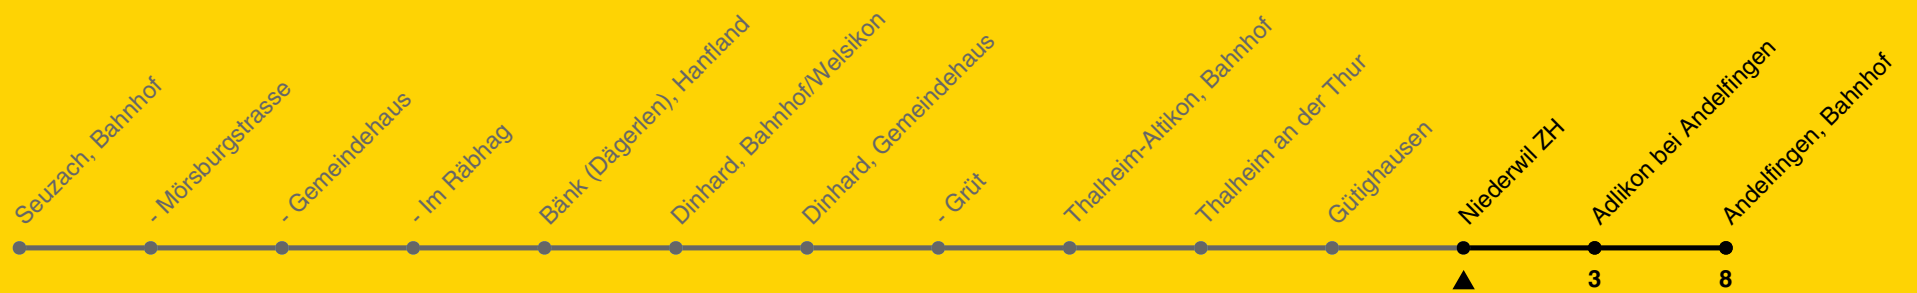 Seuzach, Bahnhof
- Mörsburgstrasse
- Gemeindehaus
- Im Räbhag
Bänk (Dägerlen), Hanfland
Dinhard, Bahnhof/Welsikon
Dinhard, Gemeindehaus
- Grüt
Thalheim-Altikon, Bahnhof
Thalheim an der Thur
Gütighausen
Niederwil ZH
Adlikon bei Andelfingen
Andelfingen, Bahnhof
3
8